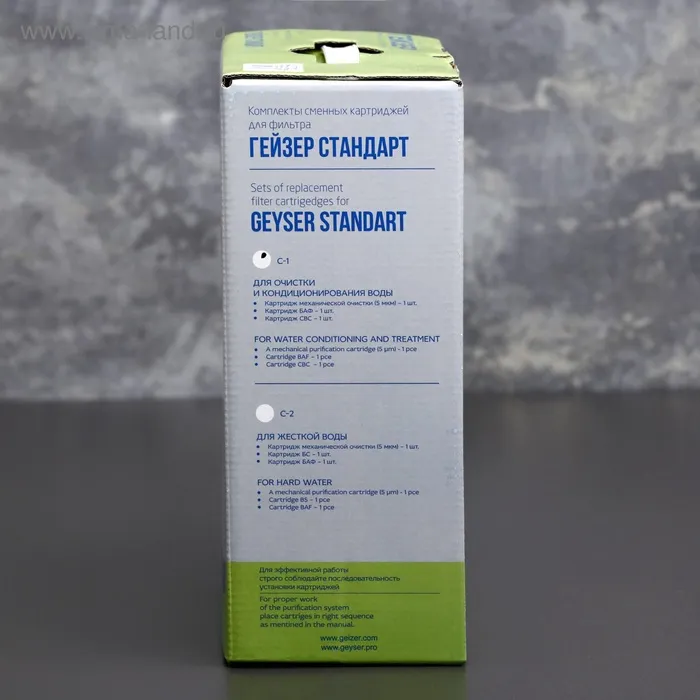 Комплекты сменных картриджей
для фильтра
ГЕЙЗЕР СТАНДАРТ
Sets of replacement
filter cartrigedges for
GEYSER STANDART
С-1
ДЛЯ ОЧИСТКИ
И КОНДИЦИОНИРОВАНИЯ ВОДЫ
• Картридж механической очистки (5 мкм) – 1 шт.
• Картридж БАФ – 1 шт.
• Картридж СВС – 1 шт.
FOR WATER CONDITIONING AND TREATMENT
• A mechanical purification cartridge (5 μm) - 1 pce
• Cartridge BAF – 1 pce
• Cartridge CBC – 1 pce
С-2
ДЛЯ ЖЕСТКОЙ ВОДЫ
• Картридж механической очистки (5 мкм) – 1 шт.
• Картридж БС – 1 шт.
• Картридж БАФ – 1 шт.
FOR HARD WATER
• A mechanical purification cartridge (5 μm) - 1 pce
• Cartridge BS – 1 pce
• Cartridge BAF – 1 pce
Для эффективной работы
строго соблюдайте последовательность
установки картриджей
For proper work
of the purification system
place cartriges in right sequence
as mentined in the manual.
www.geizer.com
www.geyser.pro